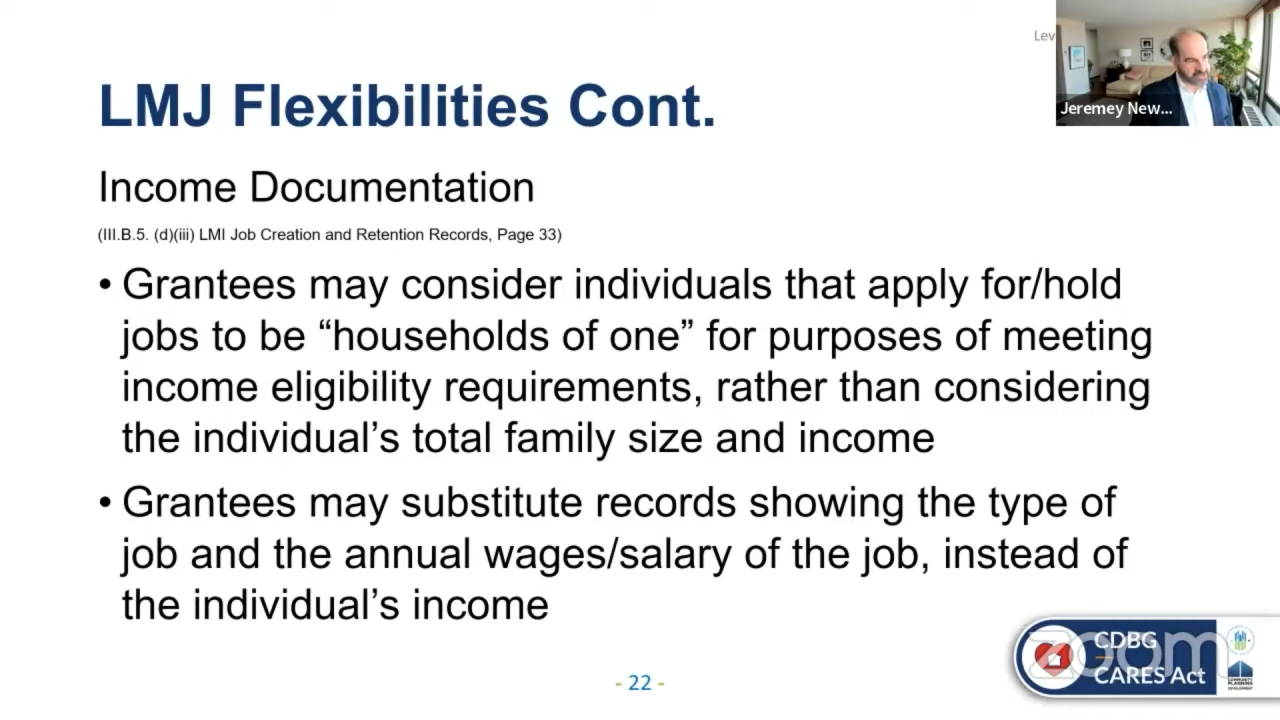 Lev
Jeremey New...
LMJ Flexibilities Cont.
Income Documentation
(III.B.5. (d)(iii) LMI Job Creation and Retention Records, Page 33)
• Grantees may consider individuals that apply for/hold
jobs to be “households of one” for purposes of meeting
income eligibility requirements, rather than considering
the individual’s total family size and income
• Grantees may substitute records showing the type of
job and the annual wages/salary of the job, instead of
the individual’s income
- 22 -
zoom
CDBG
CARES Act
COMMUNITY
PLANNING
DEVELOPMENT